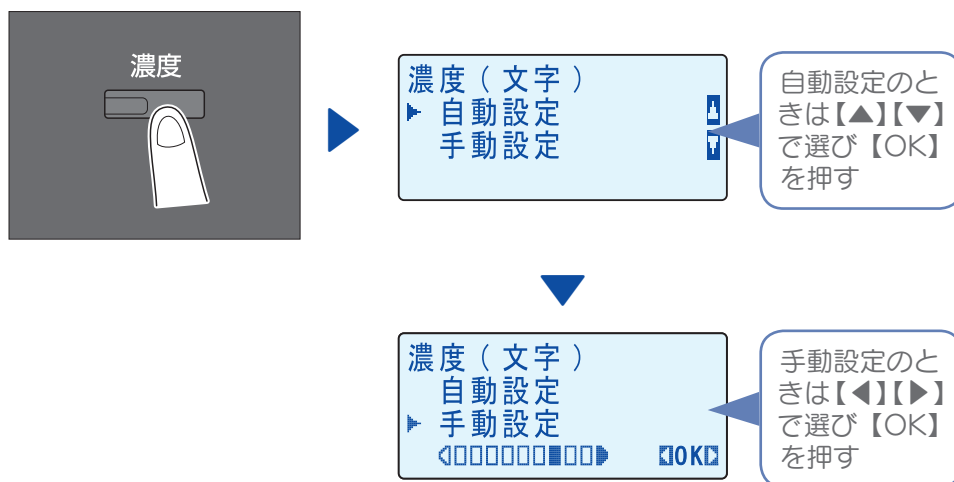 濃度
濃度(文字)
▶ 自動設定
手動設定
自動設定のと
きは【▲】【▼】
で選び【OK】
を押す
濃度(文字)
自動設定
▶ 手動設定
OK
手動設定のと
きは【◀】【▶】
で選び【OK】
を押す